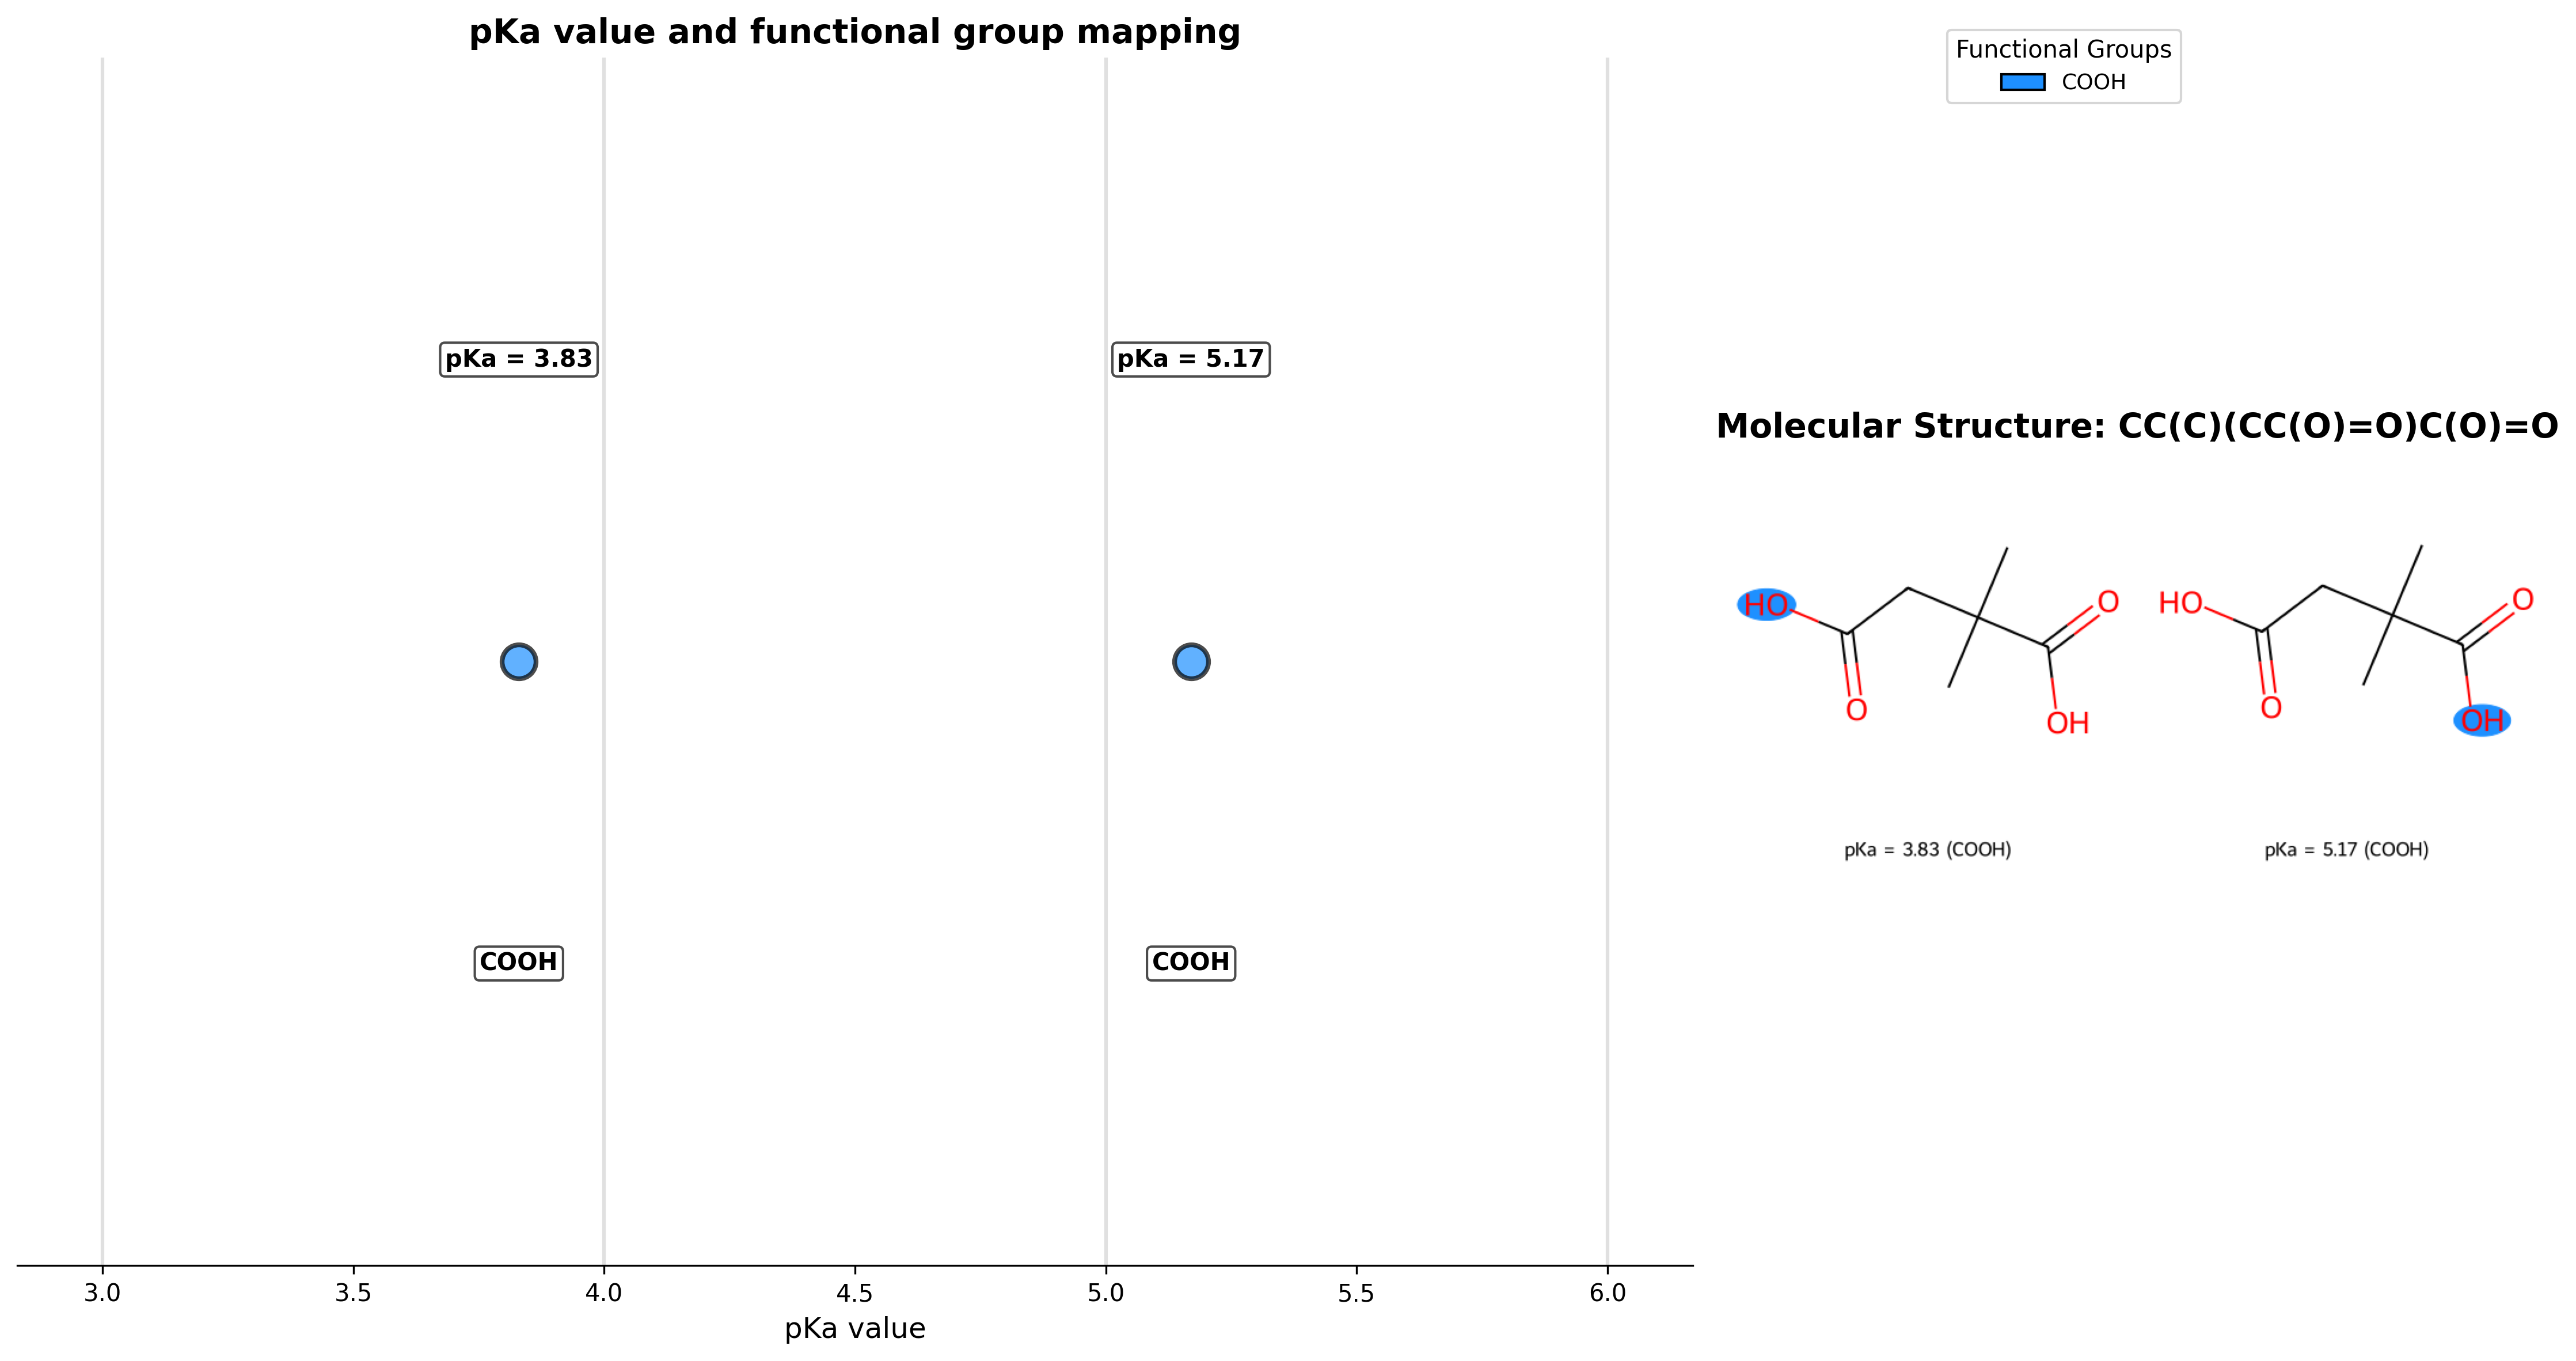 pKa value and functional group mapping
Functional Groups
COOH
pKa = 3.83
pKa = 5.17
COOH
COOH
3.0
3.5
4.0
4.5
5.0
5.5
6.0
pKa value
Molecular Structure: CC(C)(CC(O)=O)C(O)=O
HO
O
O
OH
HO
O
O
OH
pKa = 3.83 (COOH)
pKa = 5.17 (COOH)